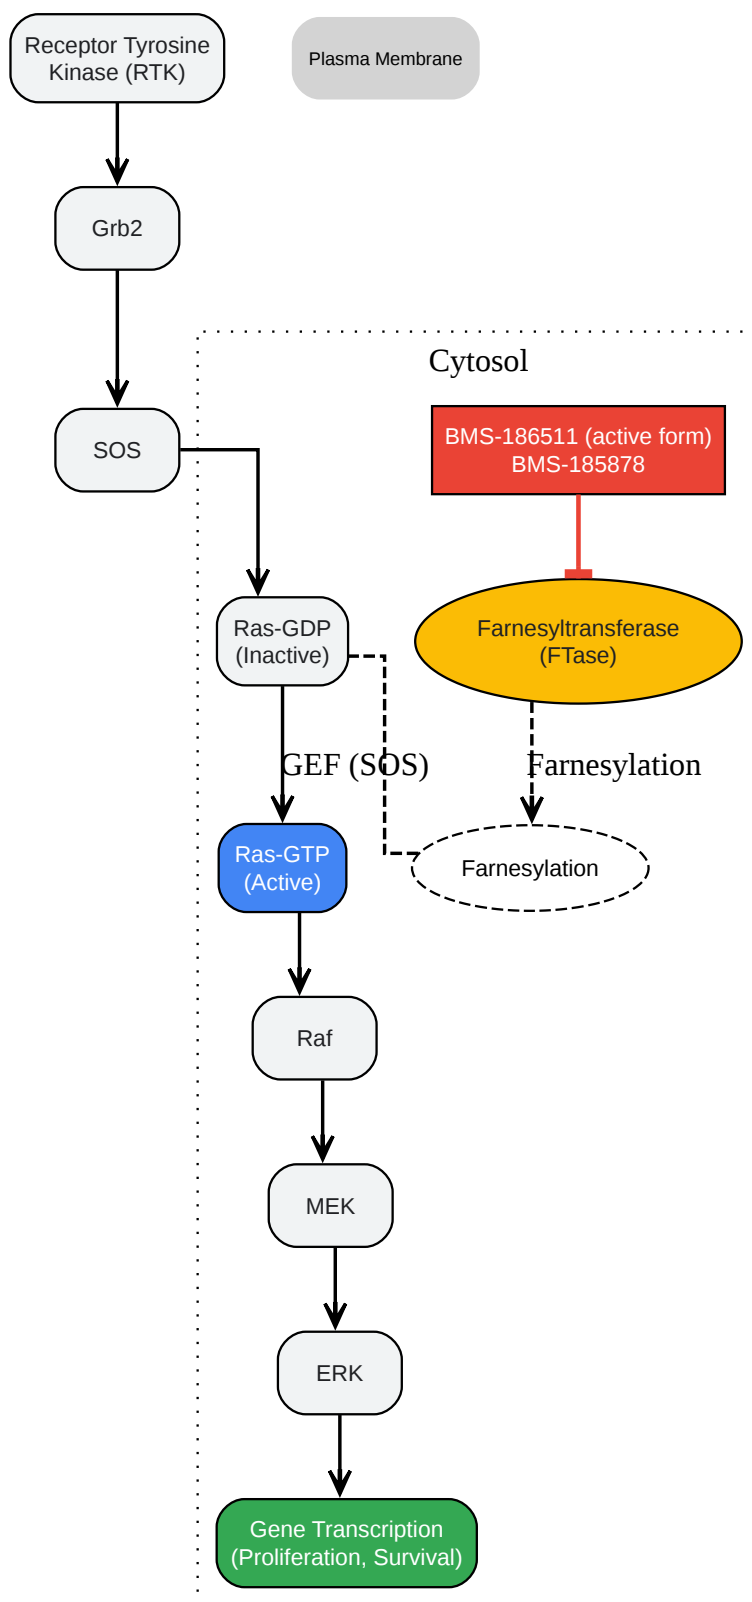 Receptor Tyrosine
Kinase (RTK)
Plasma Membrane
Grb2
Cytosol
SOS
BMS-186511 (active form)
BMS-185878
Ras-GDP
(Inactive)
Farnesyltransferase
(FTase)
GEF (SOS)
Farnesylation
Ras-GTP
(Active)
Farnesylation
Raf
MEK
ERK
Gene Transcription
(Proliferation, Survival)